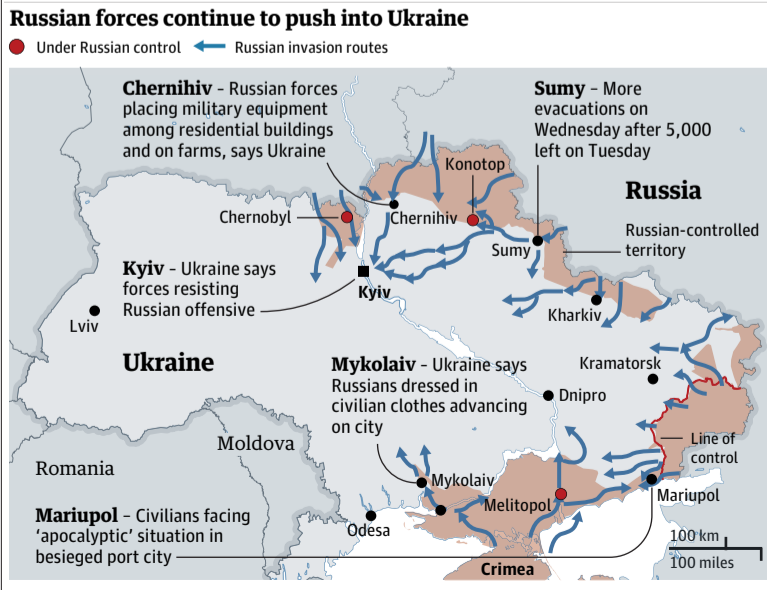 Russian forces continue to push into Ukraine
Under Russian control
Russian invasion routes
Chernihiv – Russian forces
placing military equipment
among residential buildings
and on farms, says Ukraine
Sumy – More
evacuations on
Wednesday after 5,000
left on Tuesday
Konotop
Russia
Chernobyl
Chernihiv
Russian-controlled
territory
Sumy
Kyiv – Ukraine says
forces resisting
Russian offensive
Kyiv
Kharkiv
Lviv
Ukraine
Mykolaiv – Ukraine says
Russians dressed in
civilian clothes advancing
on city
Kramatorsk
Dnipro
Moldova
Line of
control
Romania
Mykolaiv
Melitopol
Mariupol
Mariupol – Civilians facing
‘apocalyptic’ situation in
besieged port city
Odesa
100 km
100 miles
Crimea